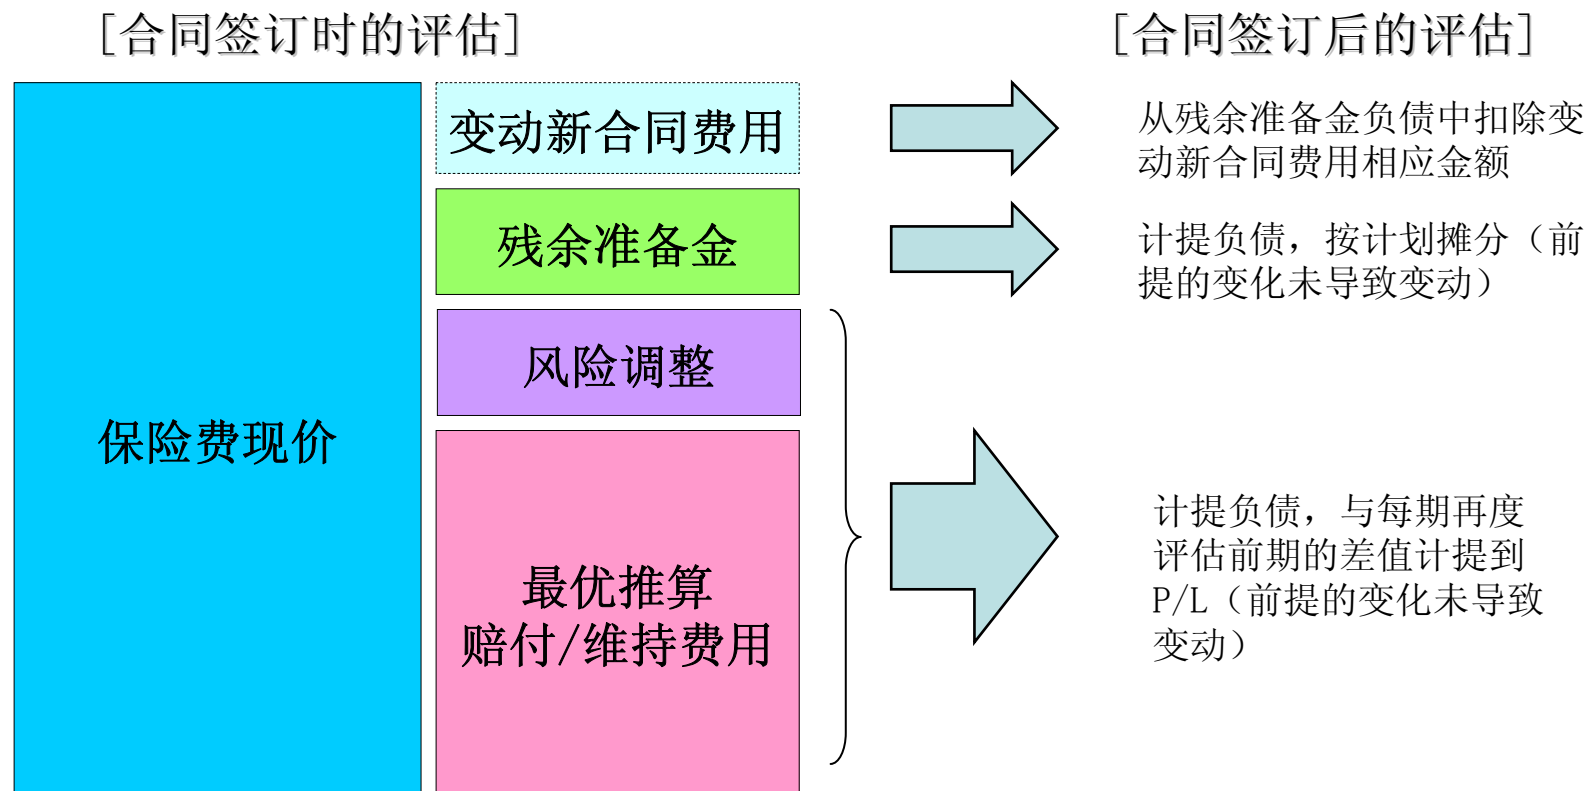 [合同签订时的评估]
[合同签订后的评估]
保险费现价
变动新合同费用
残余准备金
风险调整
最优推算
赔付/维持费用
从残余准备金负债中扣除变
动新合同费用相应金额
计提负债，按计划摊分（前
提的变化未导致变动）
计提负债，与每期再度
评估前期的差值计提到
P/L（前提的变化未导致
变动）